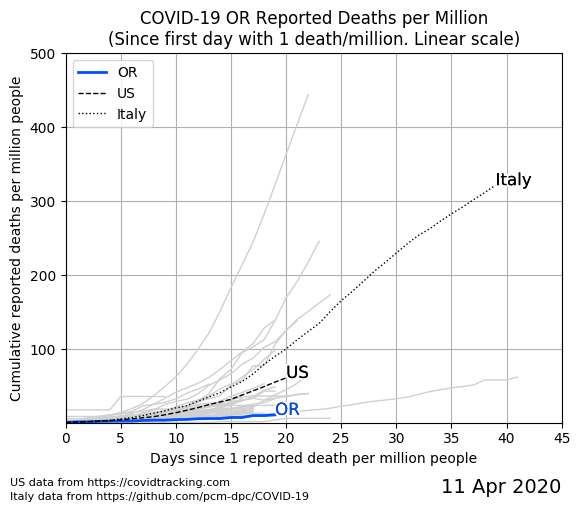 COVID-19 OR Reported Deaths per Million
(Since first day with 1 death/million. Linear scale)
Cumulative reported deaths per million people
500
400
300
200
100
OR
US
Italy
Italy
US
OR
0 5 10 15 20 25 30 35 40 45
Days since 1 reported death per million people
US data from https://covidtracking.com
Italy data from https://github.com/pcm-dpc/COVID-19
11 Apr 2020